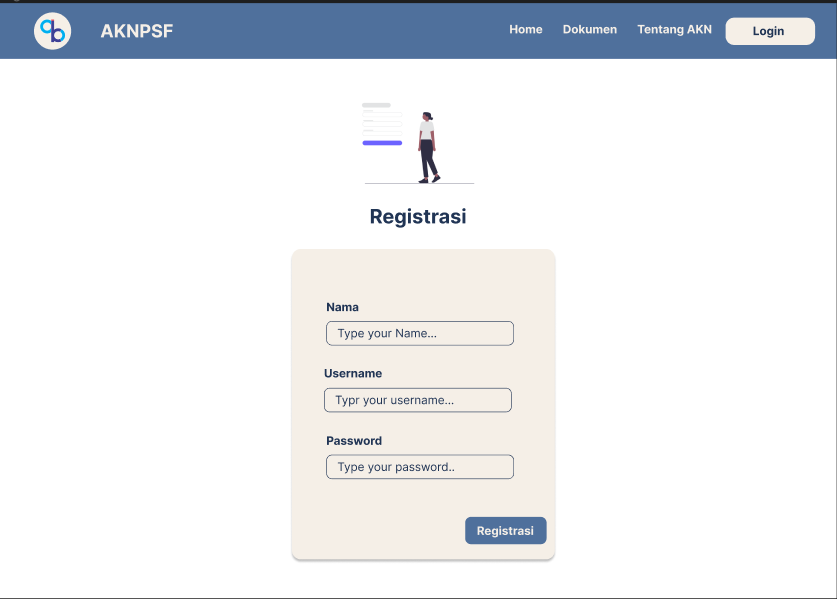 AKNPSF
Home Dokumen Tentang AKN Login
Registrasi
Nama
Type your Name...
Username
Typr your username...
Password
Type your password..
Registrasi